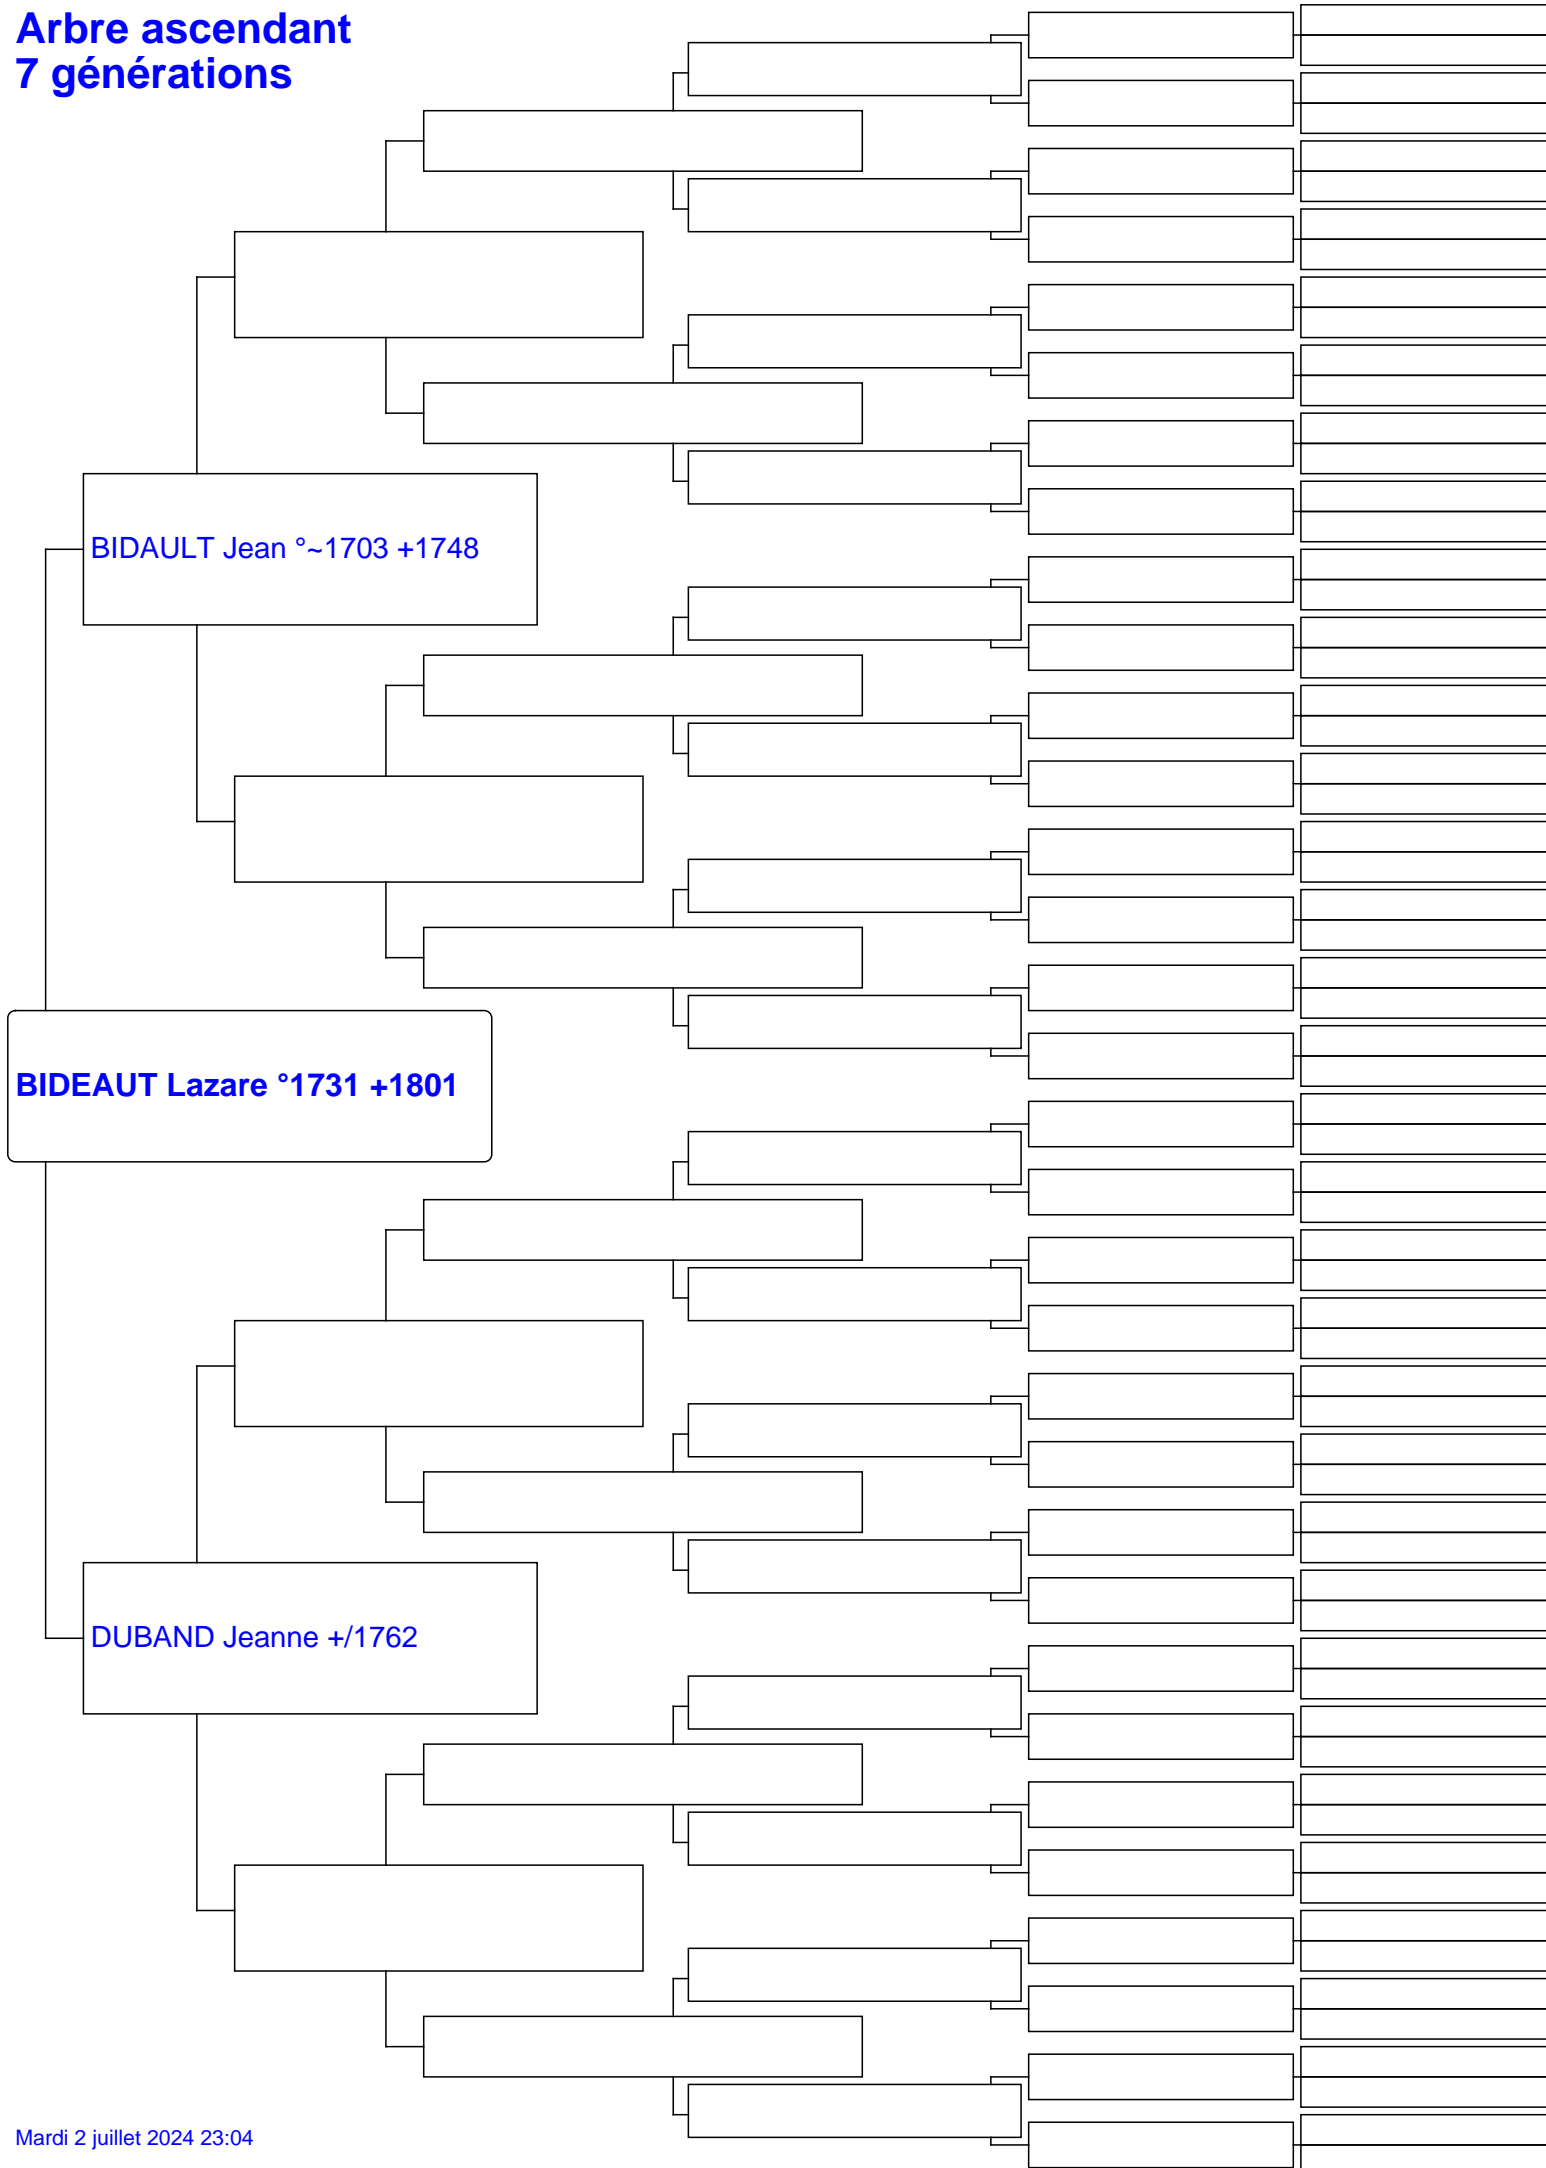 Arbre ascendant
7 générations
BIDAULT Jean °~1703 +1748
BIDEAUT Lazare °1731 +1801
DUBAND Jeanne +/1762
Mardi 2 juillet 2024 23:04